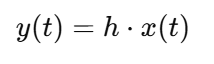 y(t) = h · x(t)